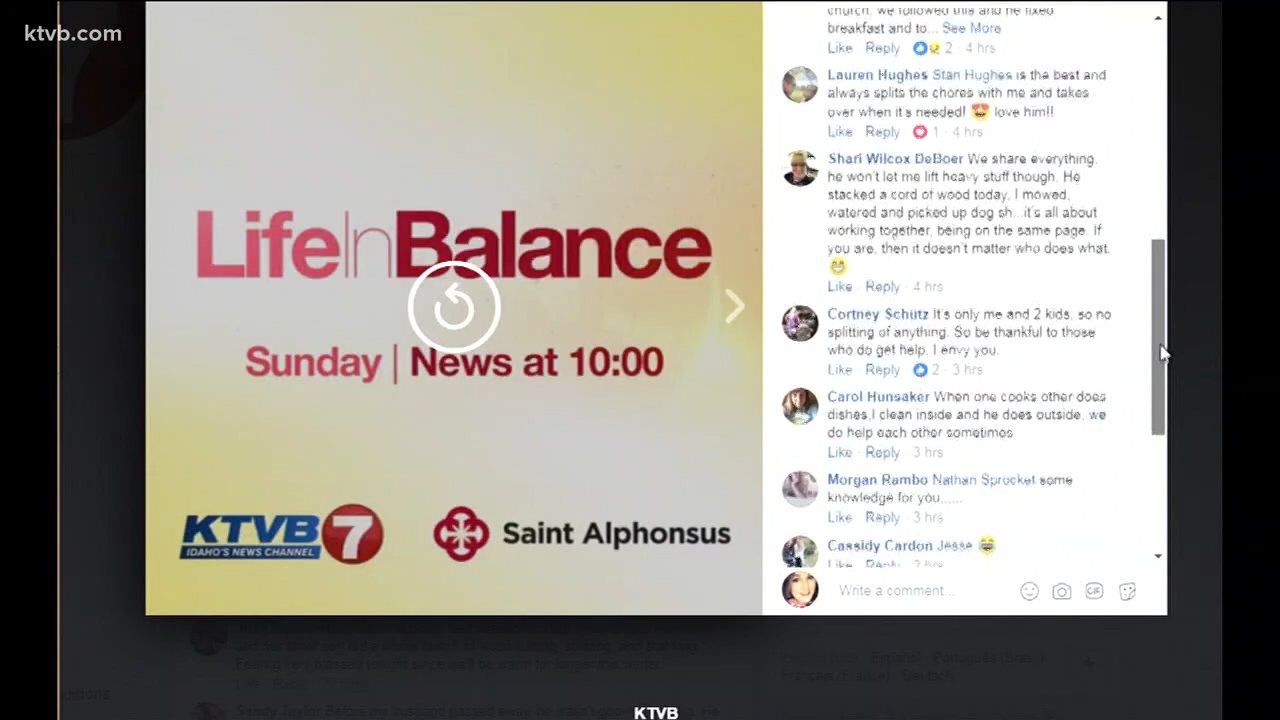 ktvb.com
LifeInBalance
Sunday | News at 10:00
KTVB 7
IDAHO'S NEWS CHANNEL
Saint Alphonsus
church, we followed this and he fixed
breakfast and to... See More
Like Reply 2 · 4 hrs
Lauren Hughes Stan Hughes is the best and
always splits the chores with me and takes
over when it's needed! 😍 love him!!
Like Reply 1 · 4 hrs
Shari Wilcox DeBoer We share everything,
he won't let me lift heavy stuff though. He
stacked a cord of wood today, I mowed,
watered and picked up dog sh...it's all about
working together, being on the same page. If
you are, then it doesn't matter who does what.
😁
Like · Reply · 4 hrs
Cortney Schütz It's only me and 2 kids, so no
splitting of anything. So be thankful to those
who do get help. I envy you.
Like · Reply · 2 · 3 hrs
Carol Hunsaker When one cooks other does
dishes,I clean inside and he does outside, we
do help each other sometimes
Like · Reply · 3 hrs
Morgan Rambo Nathan Sprocket some
knowledge for you......
Like · Reply · 3 hrs
Cassidy Cardon Jesse 😂
Like · Reply · 2 hrs
Write a comment...
GIF
KTVB